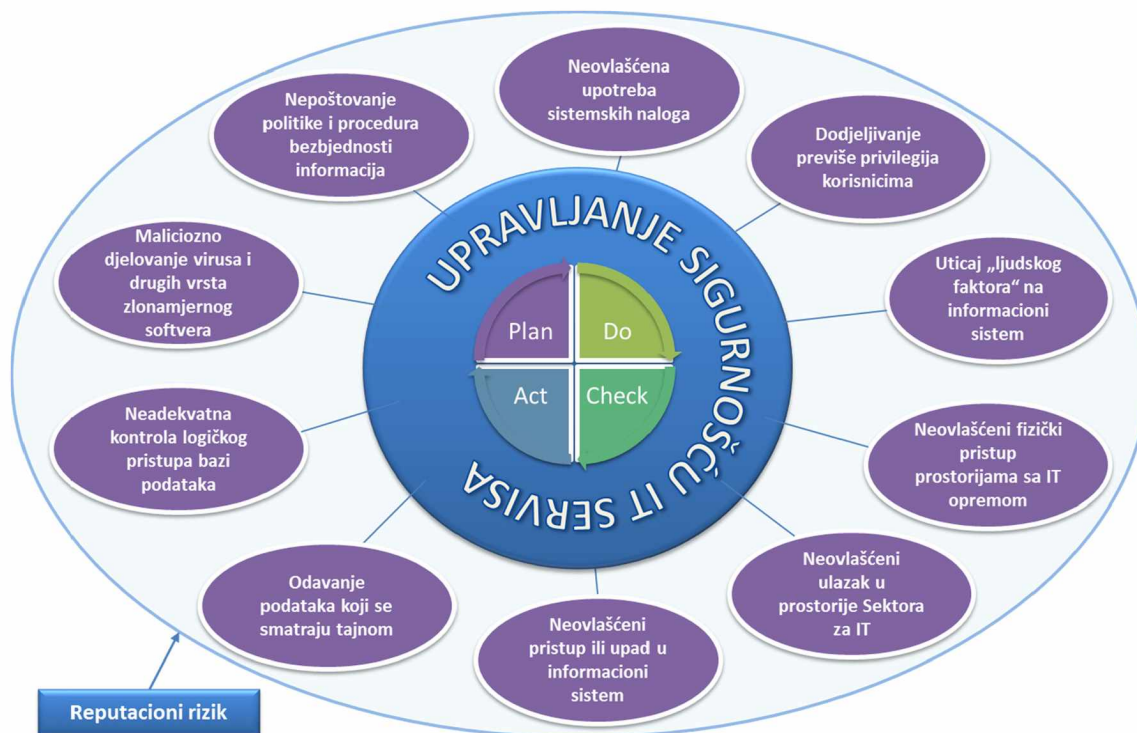 Neovlašćena
upotreba
sistemskih naloga
Nepoštovanje
politike i procedura
bezbjednosti
informacija
Dodjeljivanje
previše privilegija
korisnicima
Maliciozno
djelovanje virusa i
drugih vrsta
zlonamjernog
softvera
UPRAVLJANJE SIGURNOŠĆU IT SERVISA
Plan
Do
Act
Check
Uticaj „ljudskog
faktora“ na
informacioni
sistem
Neadekvatna
kontrola logičkog
pristupa bazi
podataka
Neovlašćeni fizički
pristup
prostorijama sa IT
opremom
Odavanje
podataka koji se
smatraju tajnom
Neovlašćeni
pristup ili upad u
informacioni
sistem
Neovlašćeni
ulazak u
prostorije Sektora
za IT
Reputacioni rizik